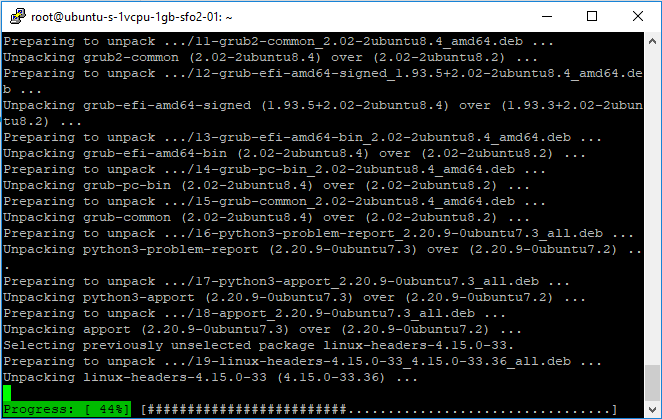 root@ubuntu-s-1vcpu-1gb-sfo2-01: ~
Preparing to unpack .../11-grub2-common_2.02-2ubuntu8.4_amd64.deb ...
Unpacking grub2-common (2.02-2ubuntu8.4) over (2.02-2ubuntu8.2) ...
Preparing to unpack .../12-grub-efi-amd64-signed_1.93.5+2.02-2ubuntu8.4_amd64.de
b ...
Unpacking grub-efi-amd64-signed (1.93.5+2.02-2ubuntu8.4) over (1.93.3+2.02-2ubun
tu8.2) ...
Preparing to unpack .../13-grub-efi-amd64-bin_2.02-2ubuntu8.4_amd64.deb ...
Unpacking grub-efi-amd64-bin (2.02-2ubuntu8.4) over (2.02-2ubuntu8.2) ...
Preparing to unpack .../14-grub-pc-bin_2.02-2ubuntu8.4_amd64.deb ...
Unpacking grub-pc-bin (2.02-2ubuntu8.4) over (2.02-2ubuntu8.2) ...
Preparing to unpack .../15-grub-common_2.02-2ubuntu8.4_amd64.deb ...
Unpacking grub-common (2.02-2ubuntu8.4) over (2.02-2ubuntu8.2) ...
Preparing to unpack .../16-python3-problem-report_2.20.9-0ubuntu7.3_all.deb ...
Unpacking python3-problem-report (2.20.9-0ubuntu7.3) over (2.20.9-0ubuntu7.2) ..
.
Preparing to unpack .../17-python3-apport_2.20.9-0ubuntu7.3_all.deb ...
Unpacking python3-apport (2.20.9-0ubuntu7.3) over (2.20.9-0ubuntu7.2) ...
Preparing to unpack .../18-apport_2.20.9-0ubuntu7.3_all.deb ...
Unpacking apport (2.20.9-0ubuntu7.3) over (2.20.9-0ubuntu7.2) ...
Selecting previously unselected package linux-headers-4.15.0-33.
Preparing to unpack .../19-linux-headers-4.15.0-33_4.15.0-33.36_all.deb ...
Unpacking linux-headers-4.15.0-33 (4.15.0-33.36) ...
Progress: [ 44%] [#########################.................................]